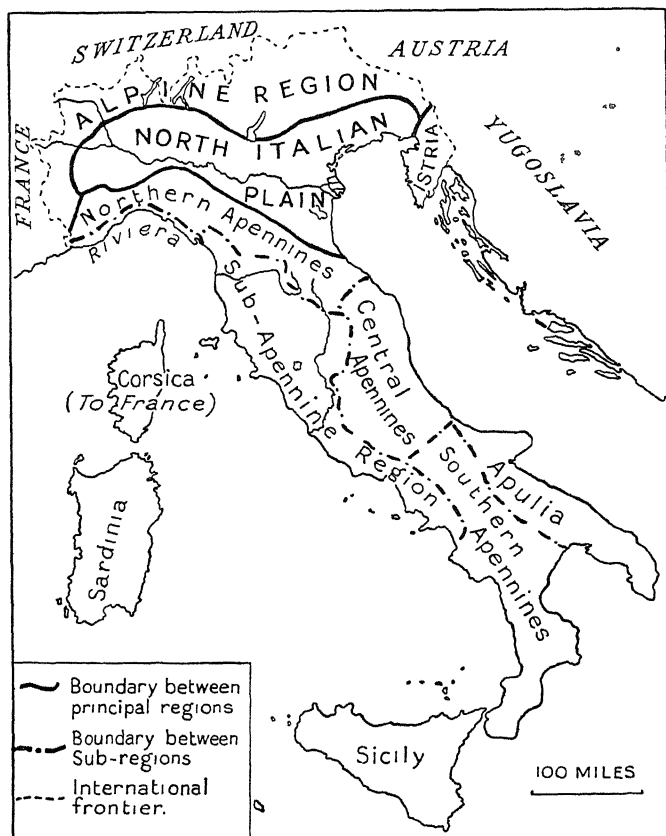 SWITZERLAND
AUSTRIA
ALPINE REGION
NORTH ITALIAN
PLAIN
ISTRIA
YUGOSLAVIA
FRANCE
Northern Apennines
Riviera
Sub-Apennine Region
Central
Apennines
Corsica
(To France)
Southern
Apennines
Apulia
Sardinia
Sicily
Boundary between
principal regions
Boundary between
Sub-regions
International
frontier.
100 MILES